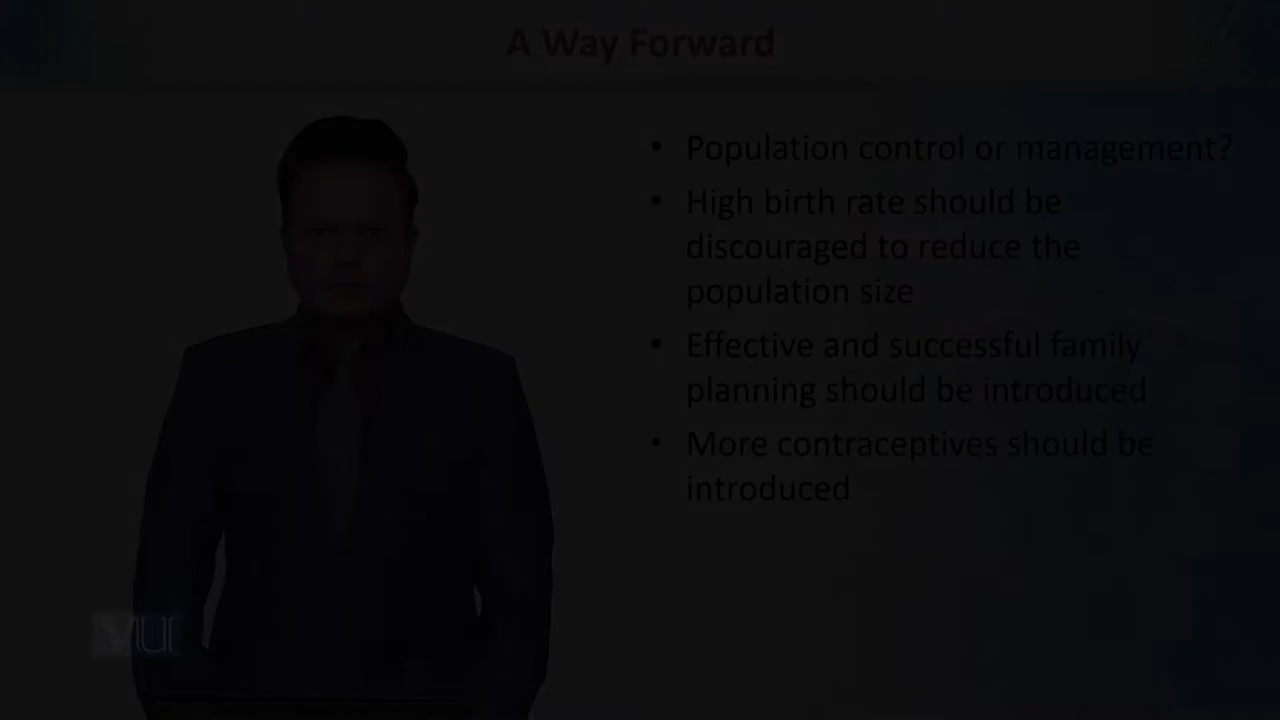 A Way Forward
• Population control or management?
• High birth rate should be
discouraged to reduce the
population size
• Effective and successful family
planning should be introduced
• More contraceptives should be
introduced
VU